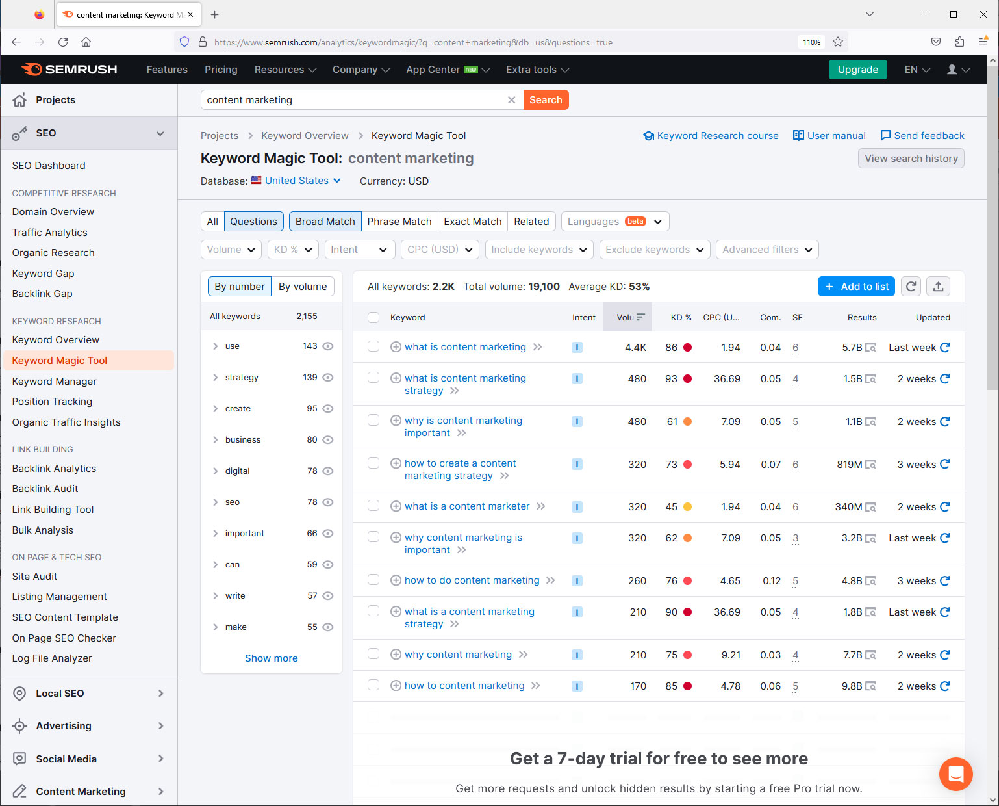 content marketing: Keyword M
https://www.semrush.com/analytics/keywordmagic/?q=content+marketing&db=us&questions=true
110%
SEMRUSH
Features
Pricing
Resources
Company
App Center NEW
Extra tools
Upgrade
EN
Projects
SEO
SEO Dashboard
COMPETITIVE RESEARCH
Domain Overview
Traffic Analytics
Organic Research
Keyword Gap
Backlink Gap
KEYWORD RESEARCH
Keyword Overview
Keyword Magic Tool
Keyword Manager
Position Tracking
Organic Traffic Insights
LINK BUILDING
Backlink Analytics
Backlink Audit
Link Building Tool
Bulk Analysis
ON PAGE & TECH SEO
Site Audit
Listing Management
SEO Content Template
On Page SEO Checker
Log File Analyzer
Local SEO
Advertising
Social Media
Content Marketing
content marketing
Search
Projects > Keyword Overview > Keyword Magic Tool
Keyword Research course
User manual
Send feedback
Keyword Magic Tool: content marketing
View search history
Database: United States
Currency: USD
All
Questions
Broad Match
Phrase Match
Exact Match
Related
Languages beta
Volume
KD %
Intent
CPC (USD)
Include keywords
Exclude keywords
Advanced filters
By number
By volume
All keywords 2,155
use 143
strategy 139
create 95
business 80
digital 78
seo 78
important 66
can 59
write 57
make 55
Show more
All keywords: 2.2K Total volume: 19,100 Average KD: 53%
+ Add to list
Keyword Intent Volu KD % CPC (U... Com. SF Results Updated
what is content marketing I 4.4K 86 1.94 0.04 6 5.7B Last week
what is content marketing
strategy I 480 93 36.69 0.05 4 1.5B 2 weeks
why is content marketing
important I 480 61 7.09 0.05 5 1.1B 2 weeks
how to create a content
marketing strategy I 320 73 5.94 0.07 6 819M 3 weeks
what is a content marketer I 320 45 1.94 0.04 6 340M 2 weeks
why content marketing is
important I 320 62 7.09 0.05 3 3.2B Last week
how to do content marketing I 260 76 4.65 0.12 5 4.8B 3 weeks
what is a content marketing
strategy I 210 90 36.69 0.05 4 1.8B Last week
why content marketing I 210 75 9.21 0.03 4 7.7B 2 weeks
how to content marketing I 170 85 4.78 0.06 5 9.8B 2 weeks
Get a 7-day trial for free to see more
Get more requests and unlock hidden results by starting a free Pro trial now.